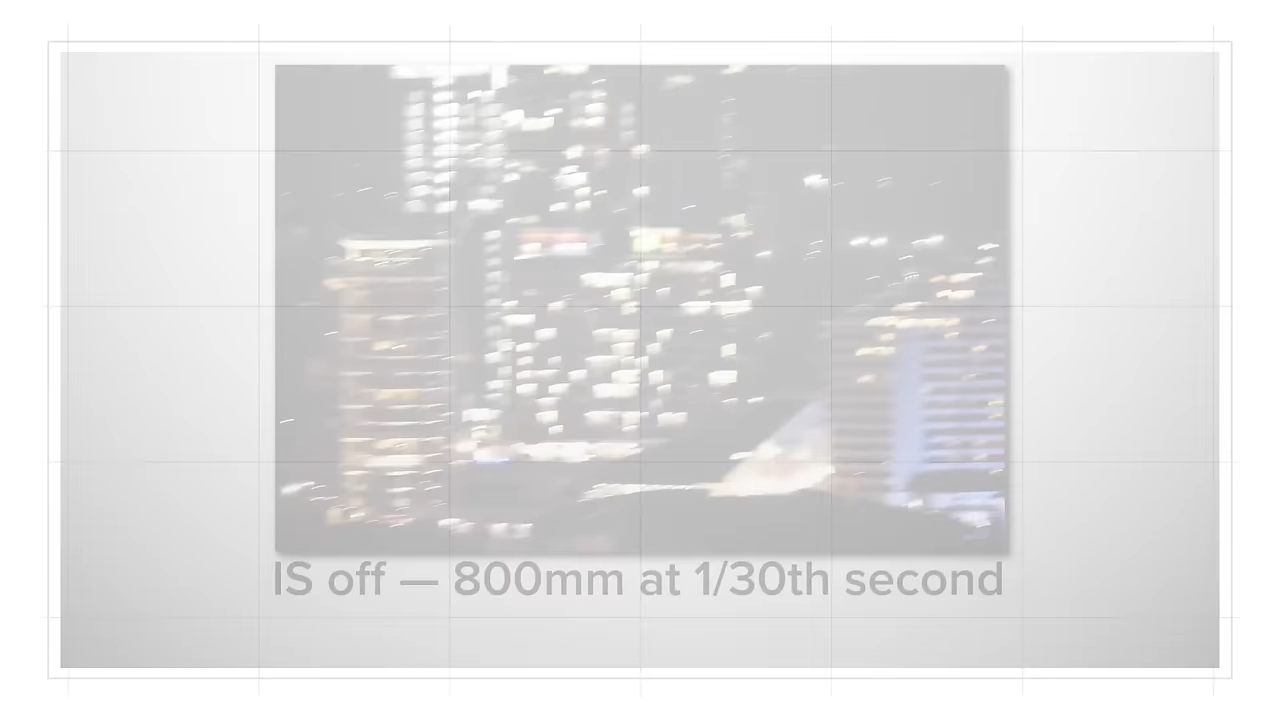 IS off — 800mm at 1/30th second